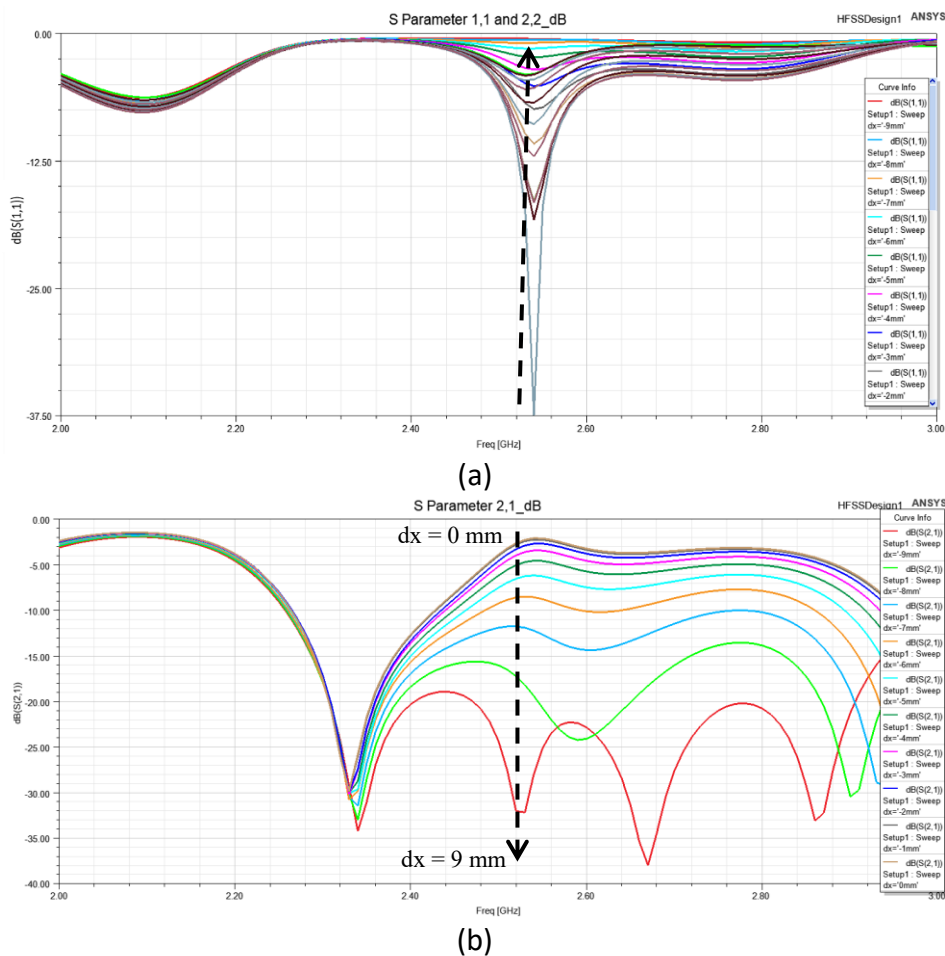 S Parameter 1,1 and 2,2_dB
HFSSDesign1 ANSYS
0.00
-12.50
-25.00
-37.50
dB(S(1,1))
2.00 2.20 2.40 2.60 2.80 3.00
Freq [GHz]
Curve Info
dB(S(1,1))
Setup1 : Sweep
dx='-9mm'
dB(S(1,1))
Setup1 : Sweep
dx='-8mm'
dB(S(1,1))
Setup1 : Sweep
dx='-7mm'
dB(S(1,1))
Setup1 : Sweep
dx='-6mm'
dB(S(1,1))
Setup1 : Sweep
dx='-5mm'
dB(S(1,1))
Setup1 : Sweep
dx='-4mm'
dB(S(1,1))
Setup1 : Sweep
dx='-3mm'
dB(S(1,1))
Setup1 : Sweep
dx='-2mm'
(a)
S Parameter 2,1_dB
HFSSDesign1 ANSYS
0.00
-5.00
-10.00
-15.00
-20.00
-25.00
-30.00
-35.00
-40.00
dB(S(2,1))
dx = 0 mm
dx = 9 mm
2.00 2.20 2.40 2.60 2.80 3.00
Freq [GHz]
Curve Info
dB(S(2,1))
Setup1 : Sweep
dx='-9mm'
dB(S(2,1))
Setup1 : Sweep
dx='-8mm'
dB(S(2,1))
Setup1 : Sweep
dx='-7mm'
dB(S(2,1))
Setup1 : Sweep
dx='-6mm'
dB(S(2,1))
Setup1 : Sweep
dx='-5mm'
dB(S(2,1))
Setup1 : Sweep
dx='-4mm'
dB(S(2,1))
Setup1 : Sweep
dx='-3mm'
dB(S(2,1))
Setup1 : Sweep
dx='-2mm'
dB(S(2,1))
Setup1 : Sweep
dx='-1mm'
dB(S(2,1))
Setup1 : Sweep
dx='0mm'
(b)